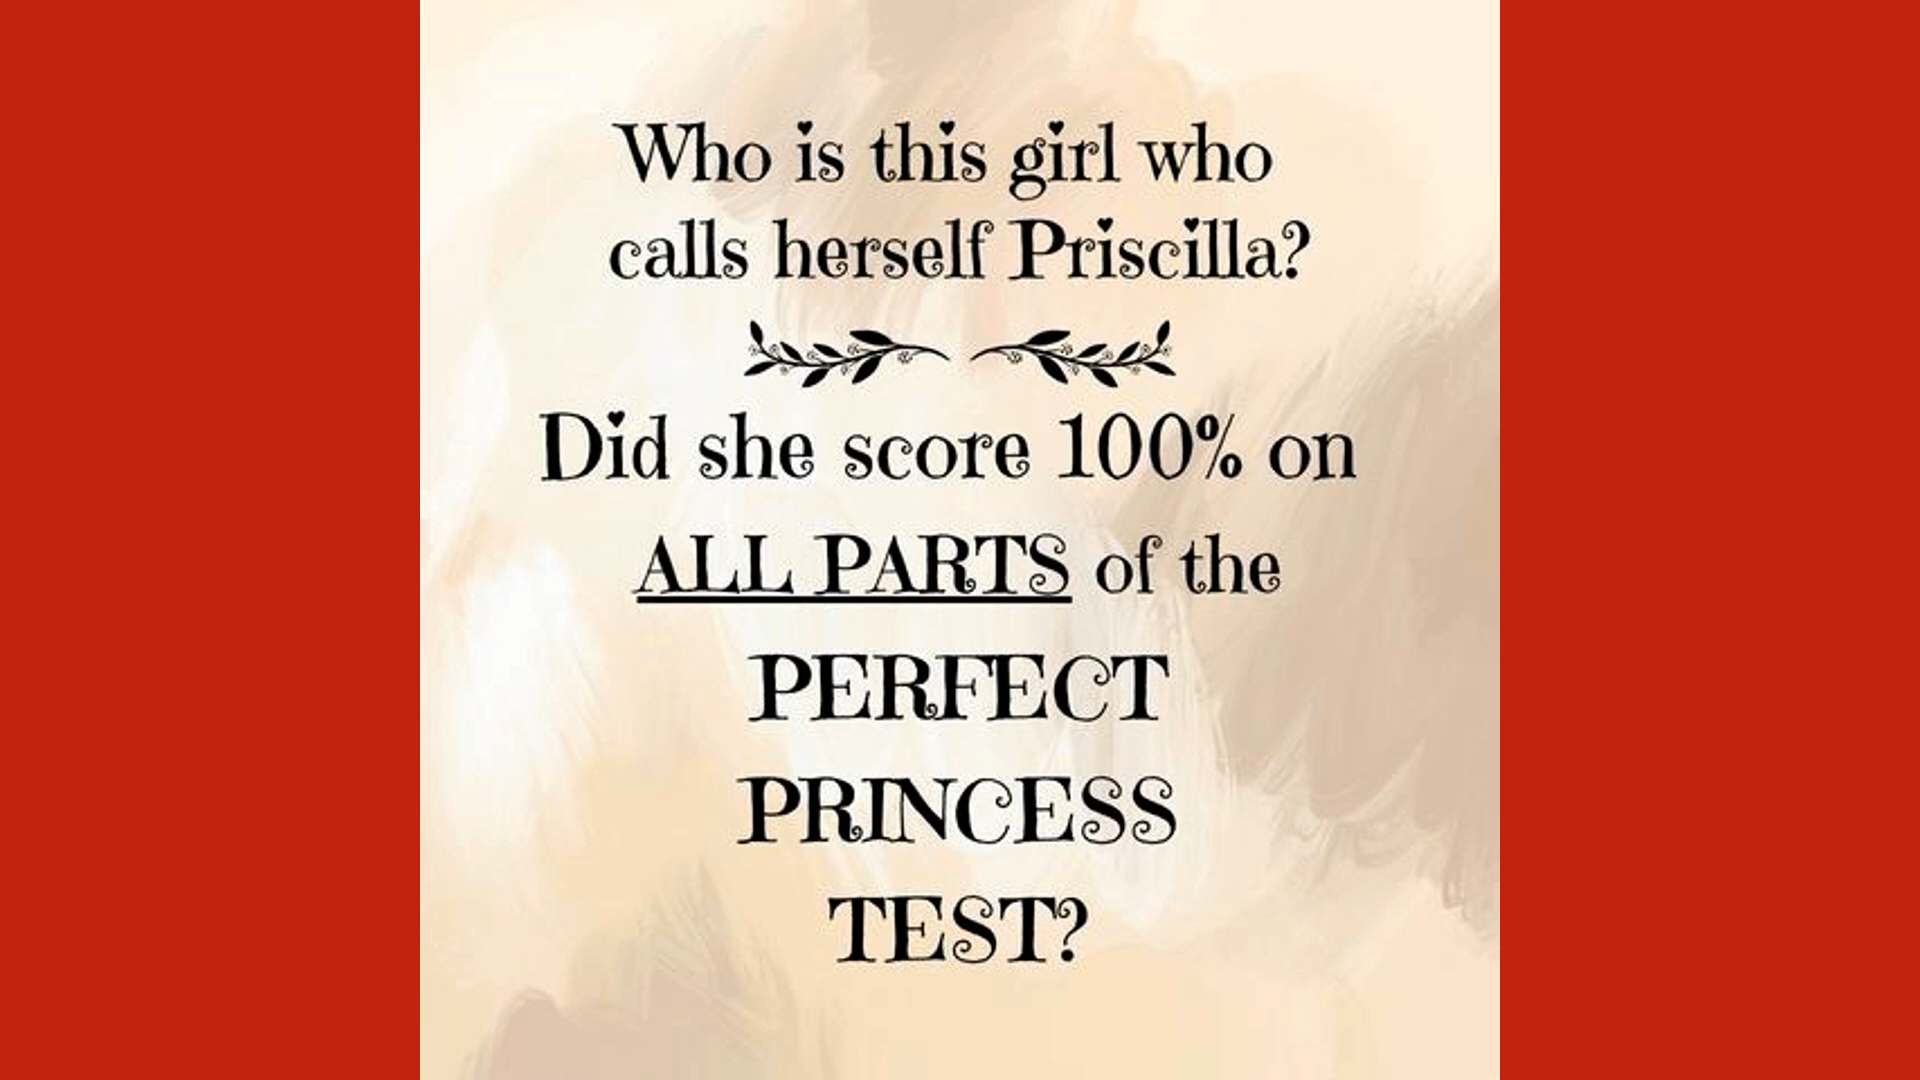 Who is this girl who
calls herself Priscilla?
Did she score 100% on
ALL PARTS of the
PERFECT
PRINCESS
TEST?